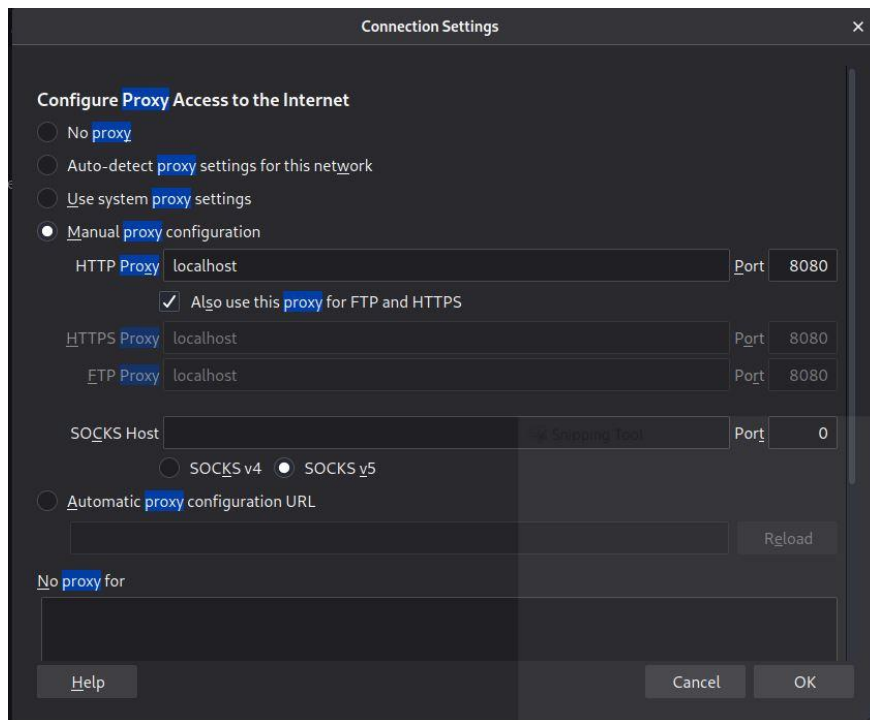 Connection Settings ×
Configure Proxy Access to the Internet
No proxy
Auto-detect proxy settings for this network
Use system proxy settings
Manual proxy configuration
HTTP Proxy localhost Port 8080
Also use this proxy for FTP and HTTPS
HTTPS Proxy localhost Port 8080
FTP Proxy localhost Port 8080
SOCKS Host Snipping Tool Port 0
SOCKS v4 SOCKS v5
Automatic proxy configuration URL
Reload
No proxy for
Help Cancel OK